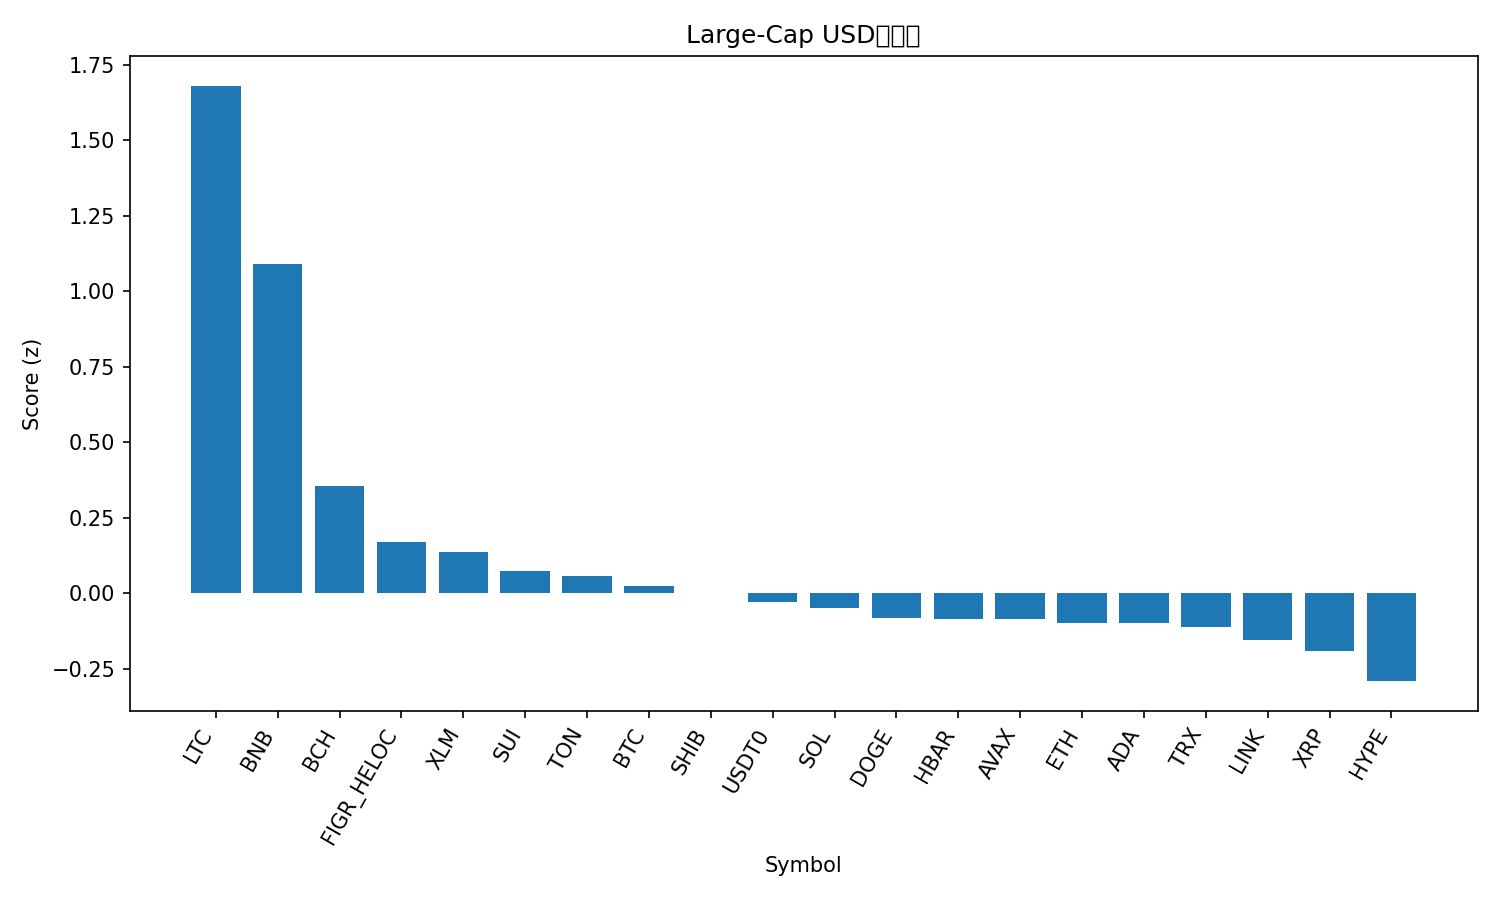 Large-Cap USD
1.75
1.50
1.25
1.00
0.75
0.50
0.25
0.00
−0.25
Score (z)
LTC
BNB
BCH
FIGR_HELOC
XLM
SUI
TON
BTC
SHIB
USDT0
SOL
DOGE
HBAR
AVAX
ETH
ADA
TRX
LINK
XRP
HYPE
Symbol